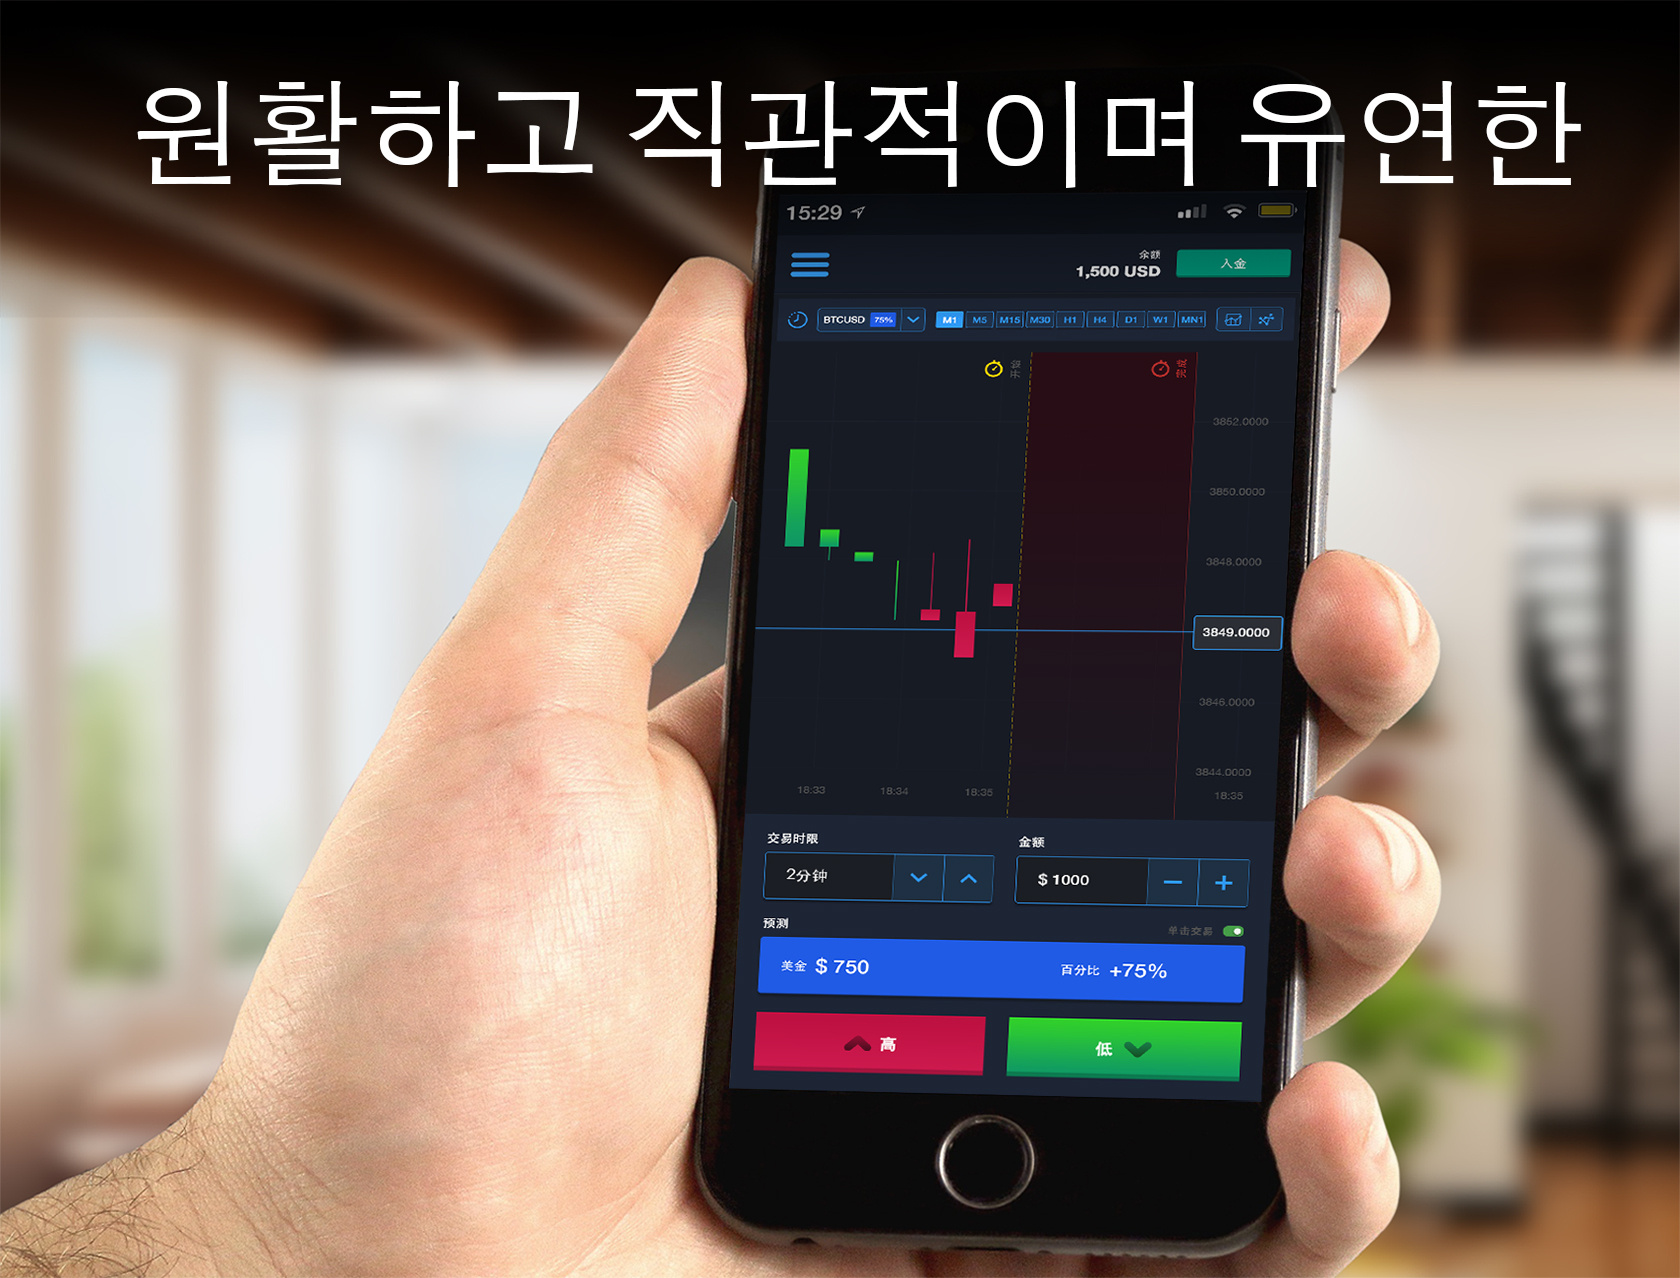 원활하고 직관적이며 유연한
15:29
余额
1,500 USD
入金
BTCUSD 75% M1 M5 M15 M30 H1 H4 D1 W1 MN1
开始
完成
3852.0000
3850.0000
3848.0000
3849.0000
3846.0000
3844.0000
18:33 18:34 18:35 18:35
交易时限
金额
2分钟
$ 1000
预测
单击交易
美金 $ 750
百分比 +75%
高
低